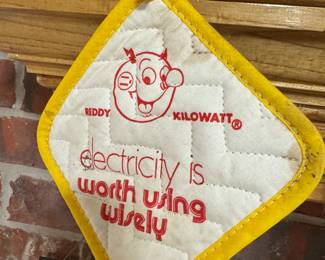 REDDY KILOWATT®
electricity is
worth using
wisely